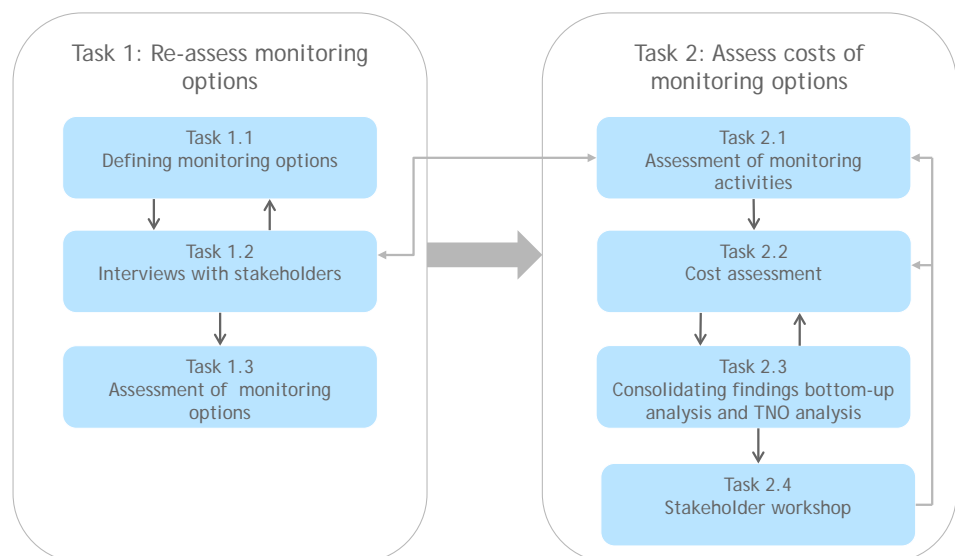 Task 1: Re-assess monitoring
options
Task 1.1
Defining monitoring options
Task 1.2
Interviews with stakeholders
Task 1.3
Assessment of monitoring
options
Task 2: Assess costs of
monitoring options
Task 2.1
Assessment of monitoring
activities
Task 2.2
Cost assessment
Task 2.3
Consolidating findings bottom-up
analysis and TNO analysis
Task 2.4
Stakeholder workshop